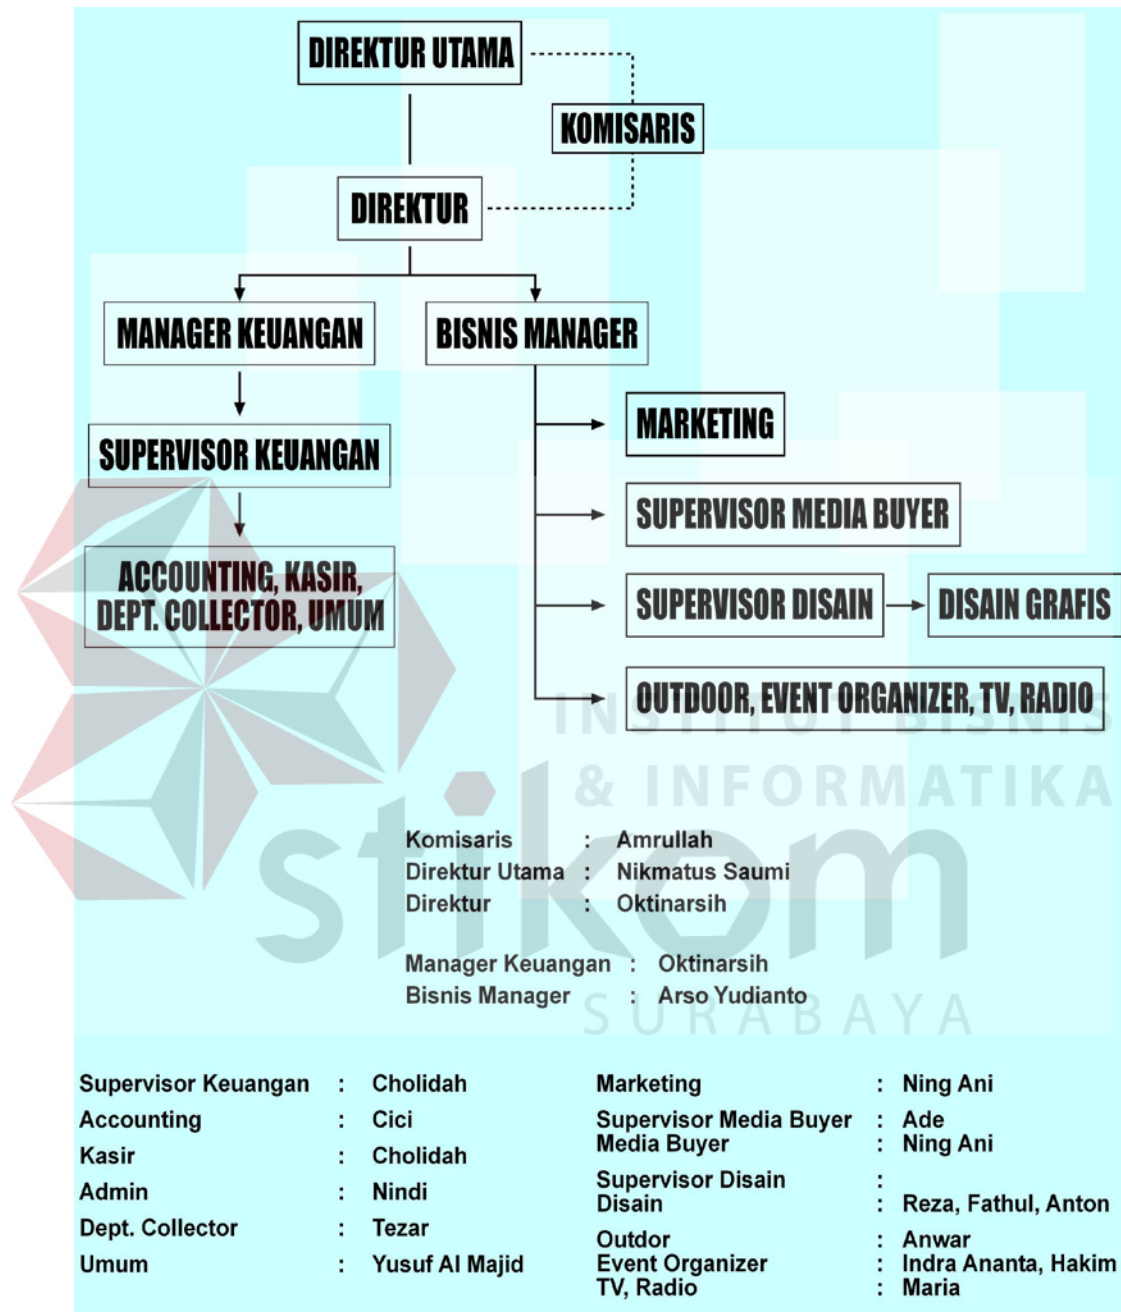 DIREKTUR UTAMA
KOMISARIS
DIREKTUR
MANAGER KEUANGAN
BISNIS MANAGER
MARKETING
SUPERVISOR KEUANGAN
SUPERVISOR MEDIA BUYER
ACCOUNTING, KASIR,
DEPT. COLLECTOR, UMUM
SUPERVISOR DISAIN
DISAIN GRAFIS
OUTDOOR, EVENT ORGANIZER, TV, RADIO
INSTITUT BISNIS
& INFORMATIKA
stikom
SURABAYA
Komisaris : Amrullah
Direktur Utama : Nikmatus Saumi
Direktur : Oktinarsih
Manager Keuangan : Oktinarsih
Bisnis Manager : Arso Yudianto
Supervisor Keuangan : Cholidah
Accounting : Cici
Kasir : Cholidah
Admin : Nindi
Dept. Collector : Tezar
Umum : Yusuf Al Majid
Marketing : Ning Ani
Supervisor Media Buyer : Ade
Media Buyer : Ning Ani
Supervisor Disain :
Disain : Reza, Fathul, Anton
Outdor : Anwar
Event Organizer : Indra Ananta, Hakim
TV, Radio : Maria